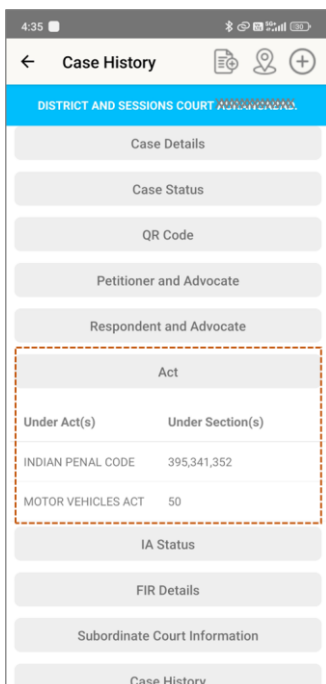 4:35
5G
30
Case History
DISTRICT AND SESSIONS COURT
Case Details
Case Status
QR Code
Petitioner and Advocate
Respondent and Advocate
Act
Under Act(s) Under Section(s)
INDIAN PENAL CODE 395,341,352
MOTOR VEHICLES ACT 50
IA Status
FIR Details
Subordinate Court Information
Case History